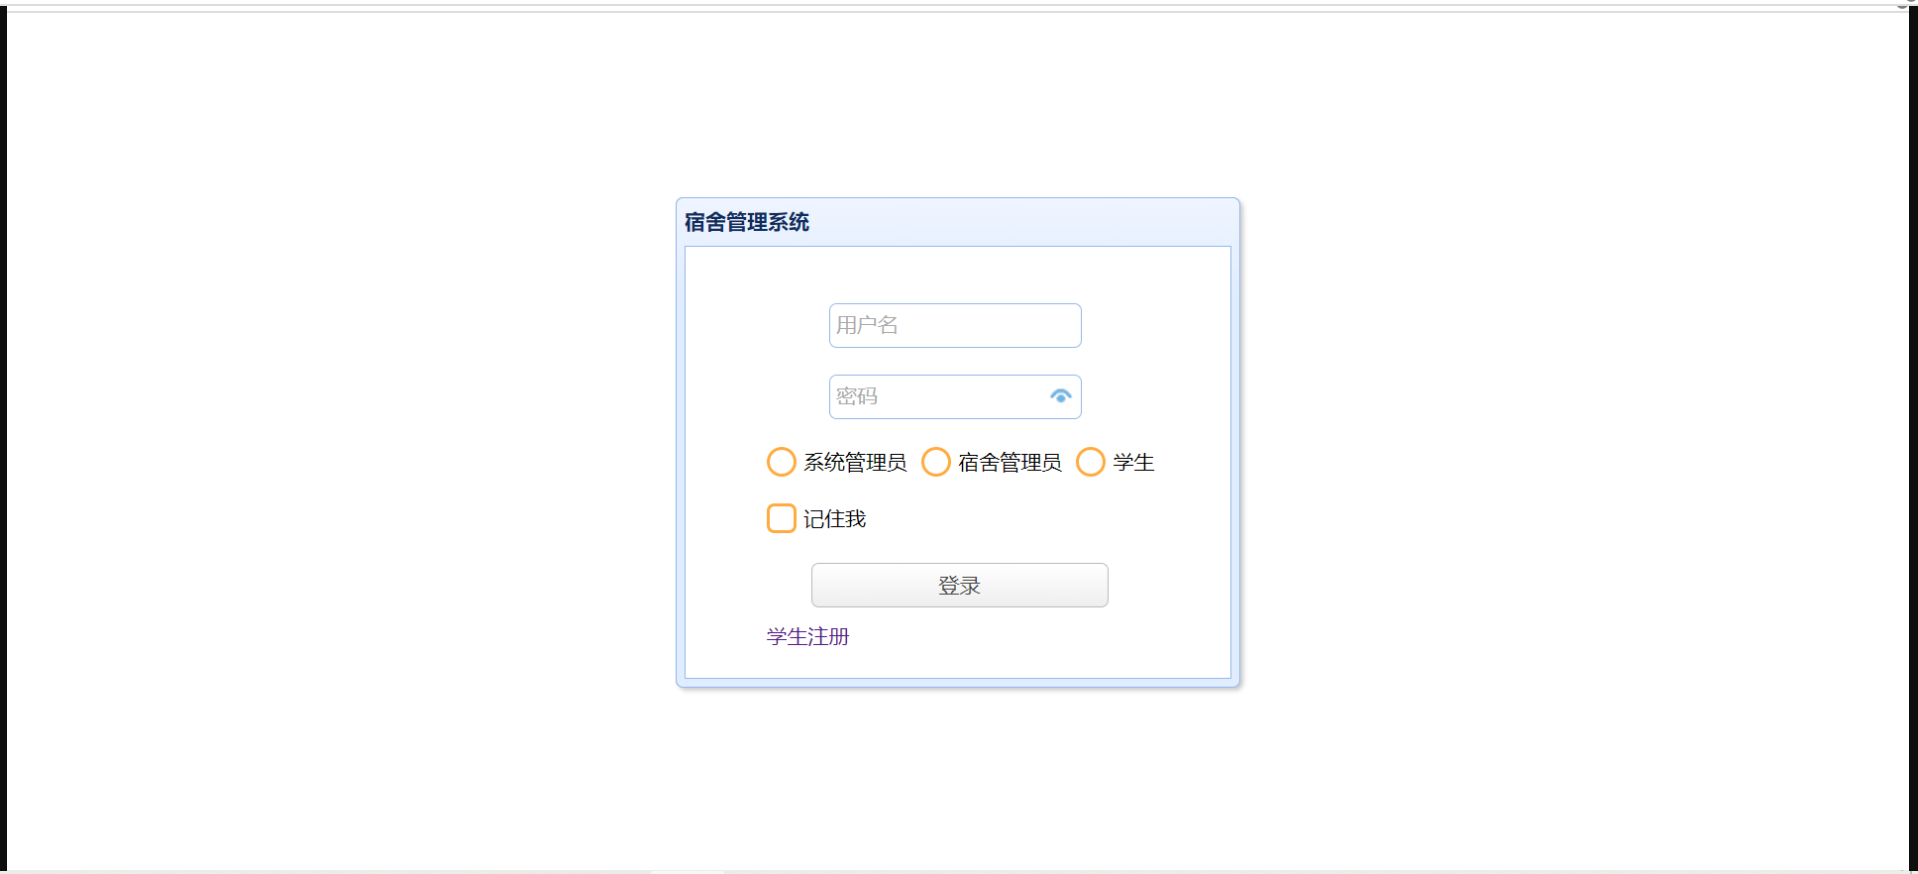 宿舍管理系统
用户名
密码
系统管理员 宿舍管理员 学生
记住我
登录
学生注册